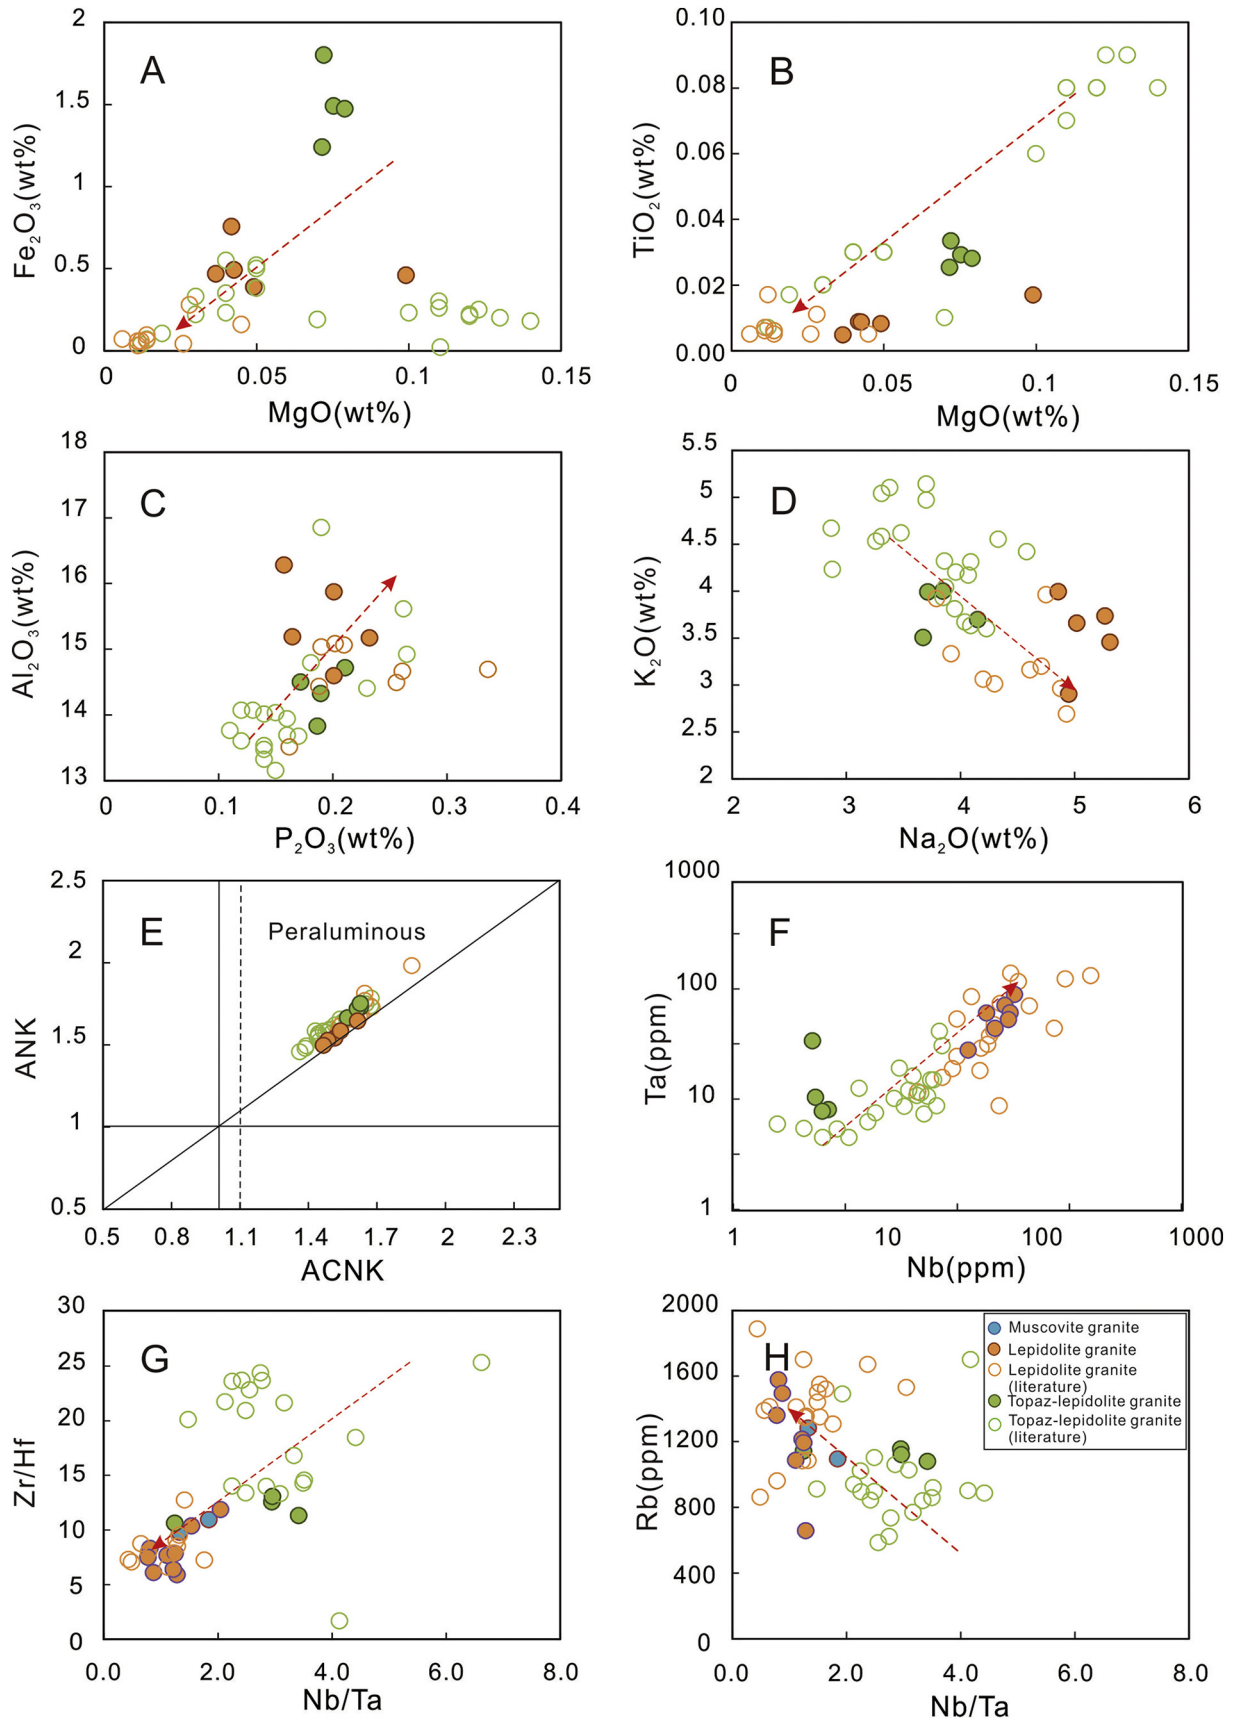 2
1.5
1
0.5
0
Fe2O3(wt%)
A
0
0.05
0.1
0.15
MgO(wt%)
0.10
0.08
0.06
0.04
0.02
0.00
TiO2(wt%)
B
0
0.05
0.1
0.15
MgO(wt%)
18
17
16
15
14
13
Al2O3(wt%)
C
0
0.1
0.2
0.3
0.4
P2O3(wt%)
5.5
5
4.5
4
3.5
3
2.5
2
K2O(wt%)
D
2
3
4
5
6
Na2O(wt%)
2.5
2
1.5
1
0.5
ANK
E
Peraluminous
0.5
0.8
1.1
1.4
1.7
2
2.3
ACNK
1000
100
10
1
Ta(ppm)
F
1
10
100
1000
Nb(ppm)
30
25
20
15
10
5
0
Zr/Hf
G
0.0
2.0
4.0
6.0
8.0
Nb/Ta
2000
1600
1200
800
400
0
Rb(ppm)
H
Muscovite granite
Lepidolite granite
Lepidolite granite
(literature)
Topaz-lepidolite granite
Topaz-lepidolite granite
(literature)
0.0
2.0
4.0
6.0
8.0
Nb/Ta